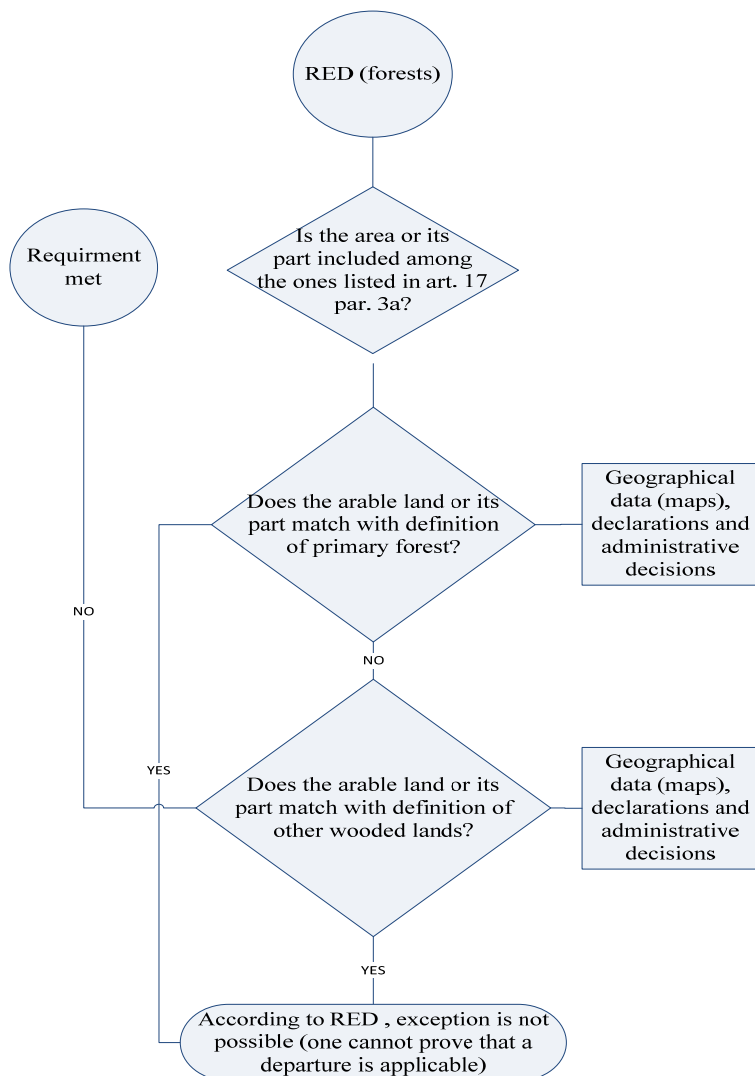 RED (forests)
Is the area or its
part included among
the ones listed in art. 17
par. 3a?
Requirment
met
Does the arable land or its
part match with definition
of primary forest?
Geographical
data (maps),
declarations and
administrative
decisions
NO
NO
YES
Does the arable land or its
part match with definition of
other wooded lands?
Geographical
data (maps),
declarations and
administrative
decisions
YES
According to RED , exception is not
possible (one cannot prove that a
departure is applicable)